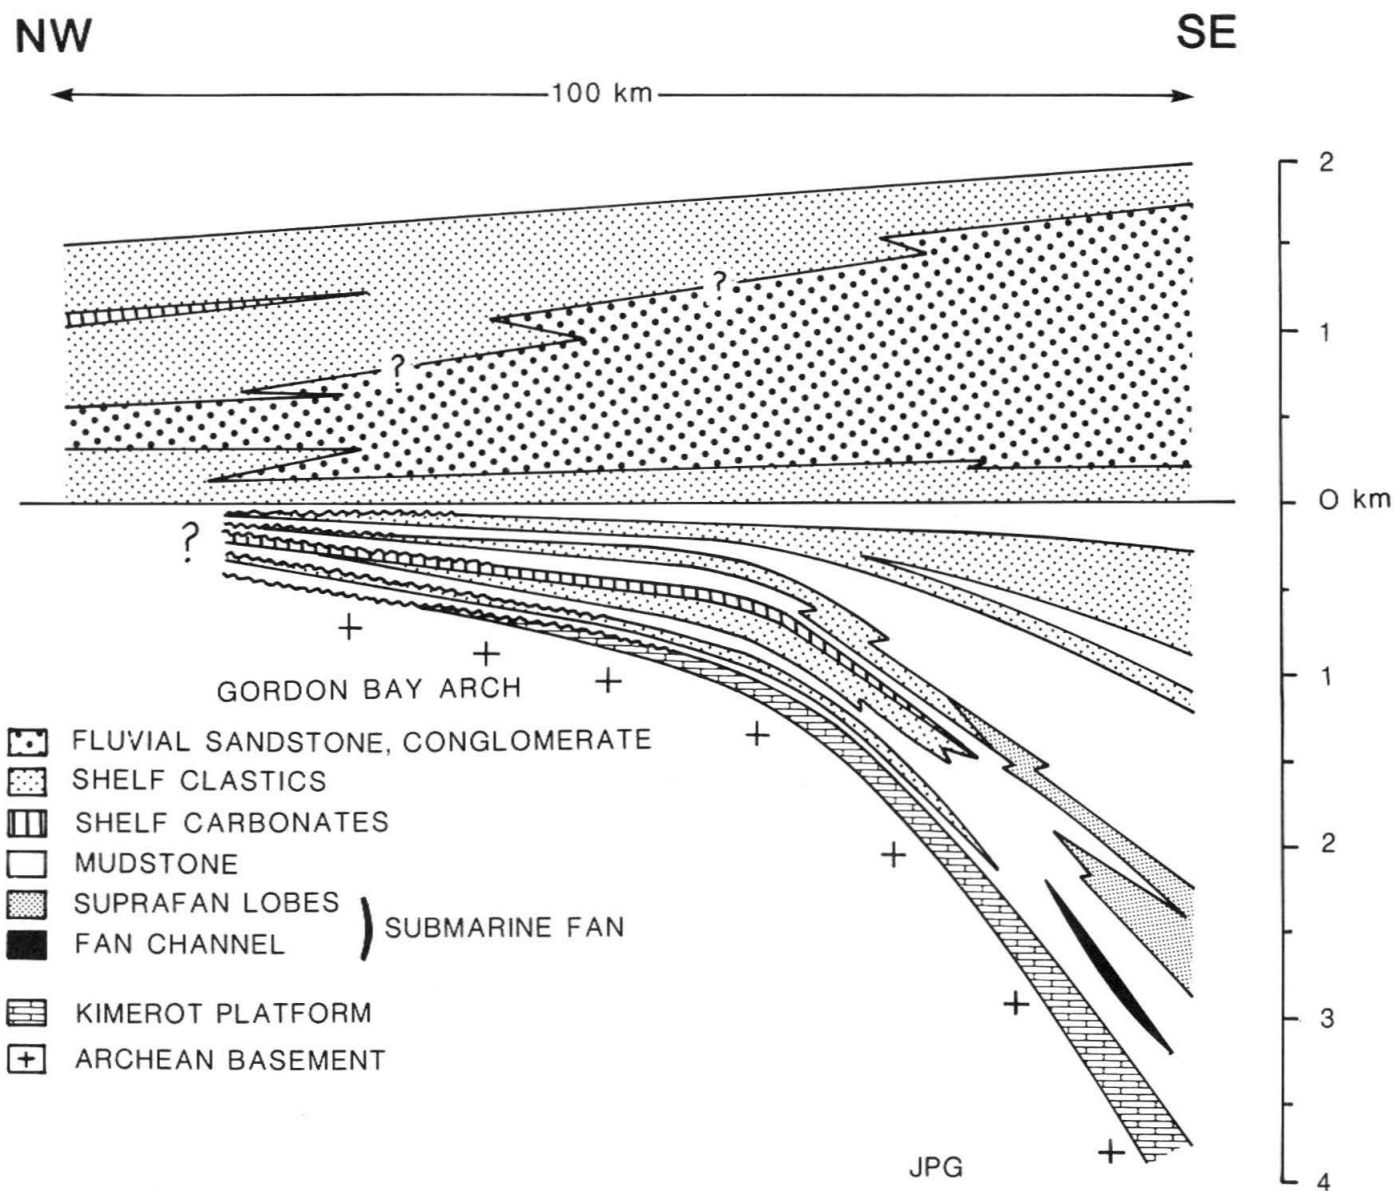 NW
SE
100 km
2
?
1
?
0 km
?
1
GORDON BAY ARCH
FLUVIAL SANDSTONE, CONGLOMERATE
SHELF CLASTICS
SHELF CARBONATES
MUDSTONE
2
SUPRAFAN LOBES
SUBMARINE FAN
FAN CHANNEL
KIMEROT PLATFORM
3
ARCHEAN BASEMENT
JPG
4